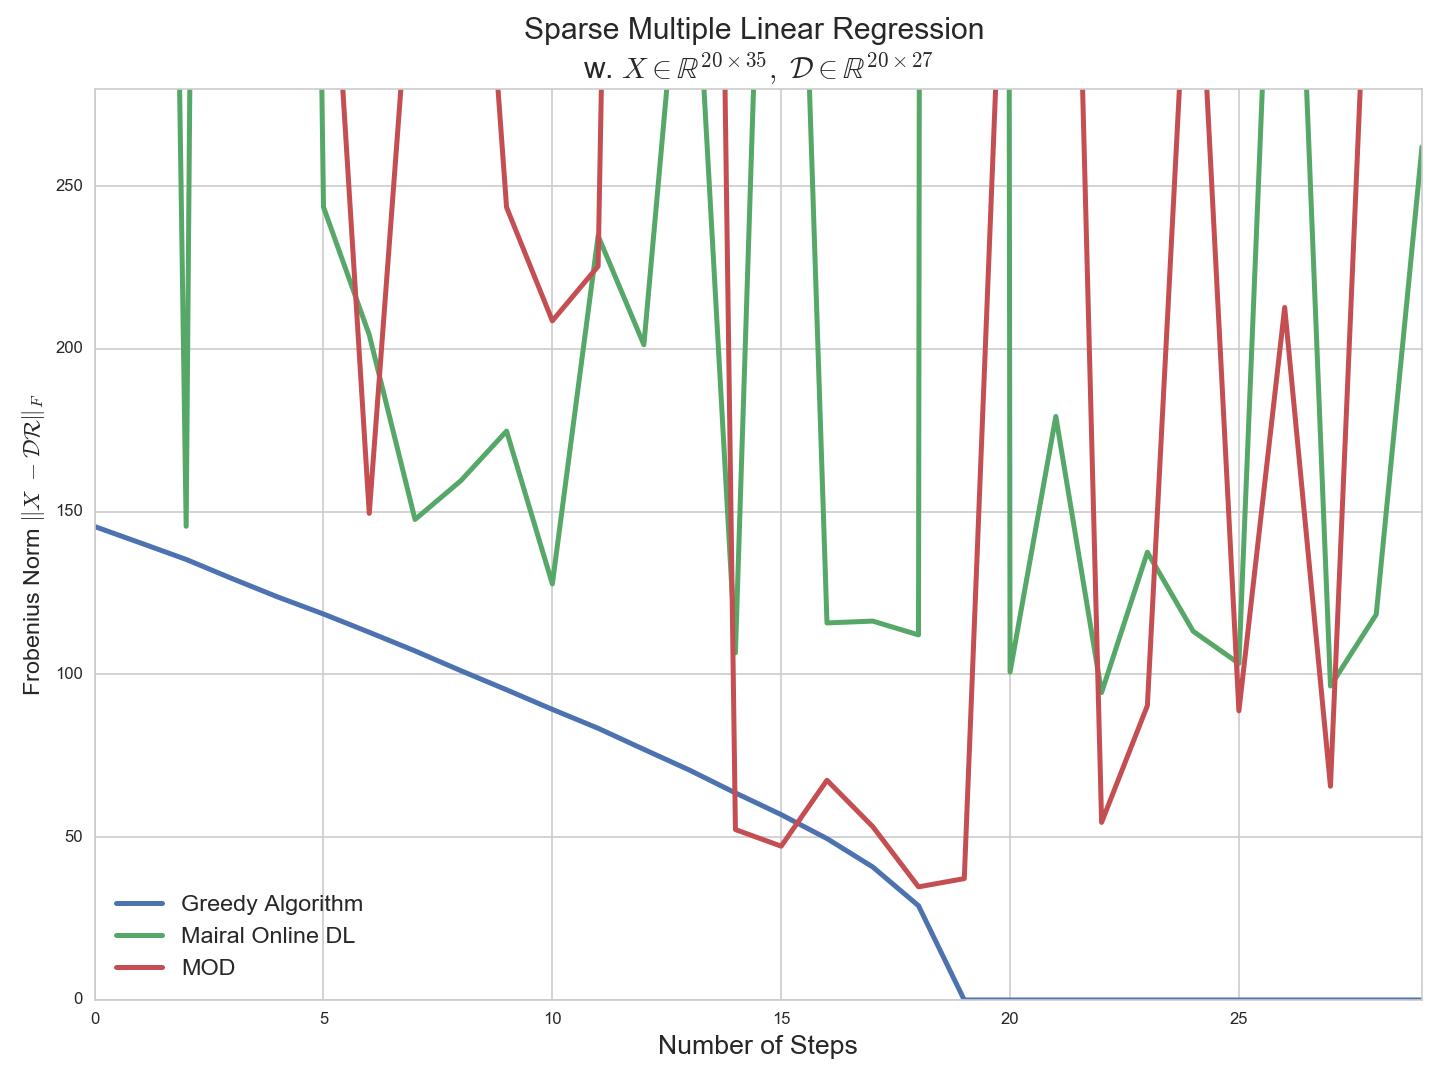 Sparse Multiple Linear Regression
w. $X \in \mathbb{R}^{20 \times 35},\ \mathcal{D} \in \mathbb{R}^{20 \times 27}$
Frobenius Norm $||X - \mathcal{D}\mathcal{R}||_F$
250
200
150
100
50
0
Greedy Algorithm
Mairal Online DL
MOD
0 5 10 15 20 25
Number of Steps